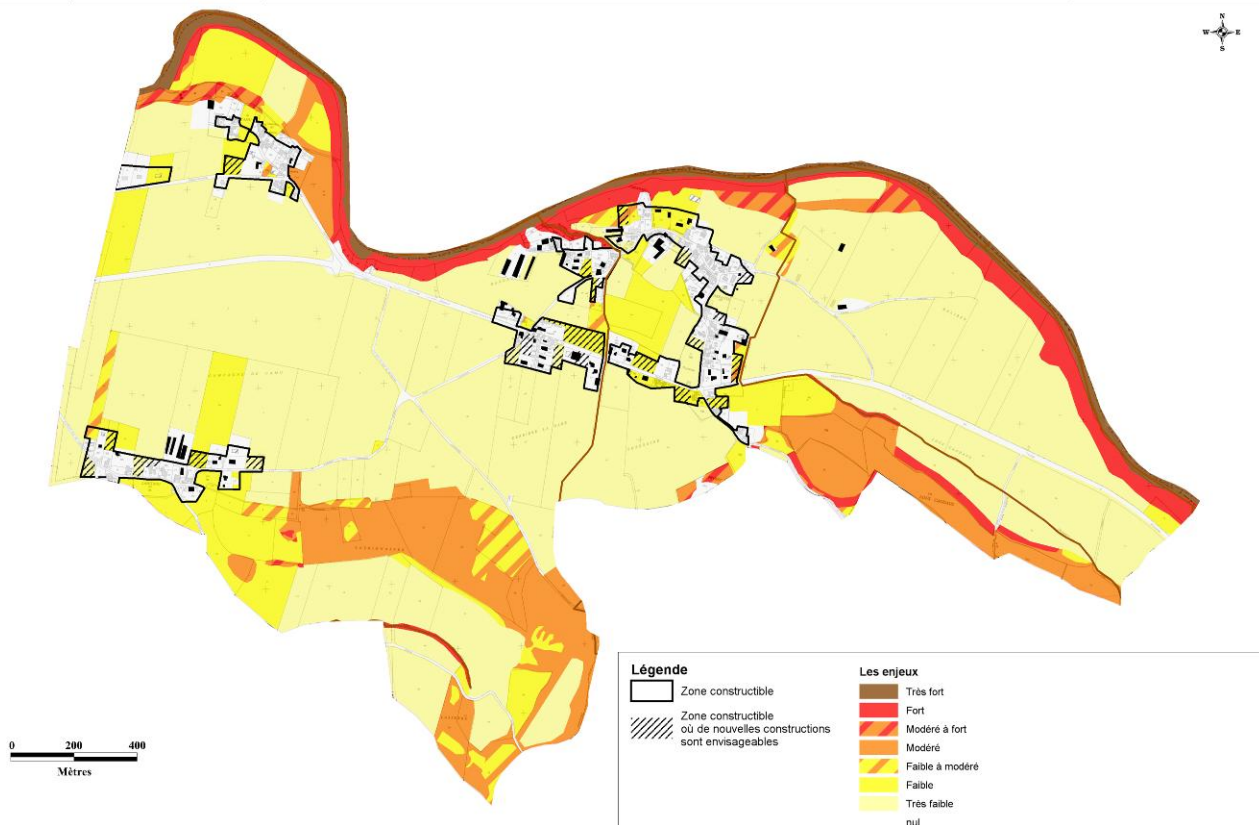 N
W E
S
0 200 400
Mètres
Légende
Zone constructible
Zone constructible
où de nouvelles constructions
sont envisageables
Les enjeux
Très fort
Fort
Modéré à fort
Modéré
Faible à modéré
Faible
Très faible
nul